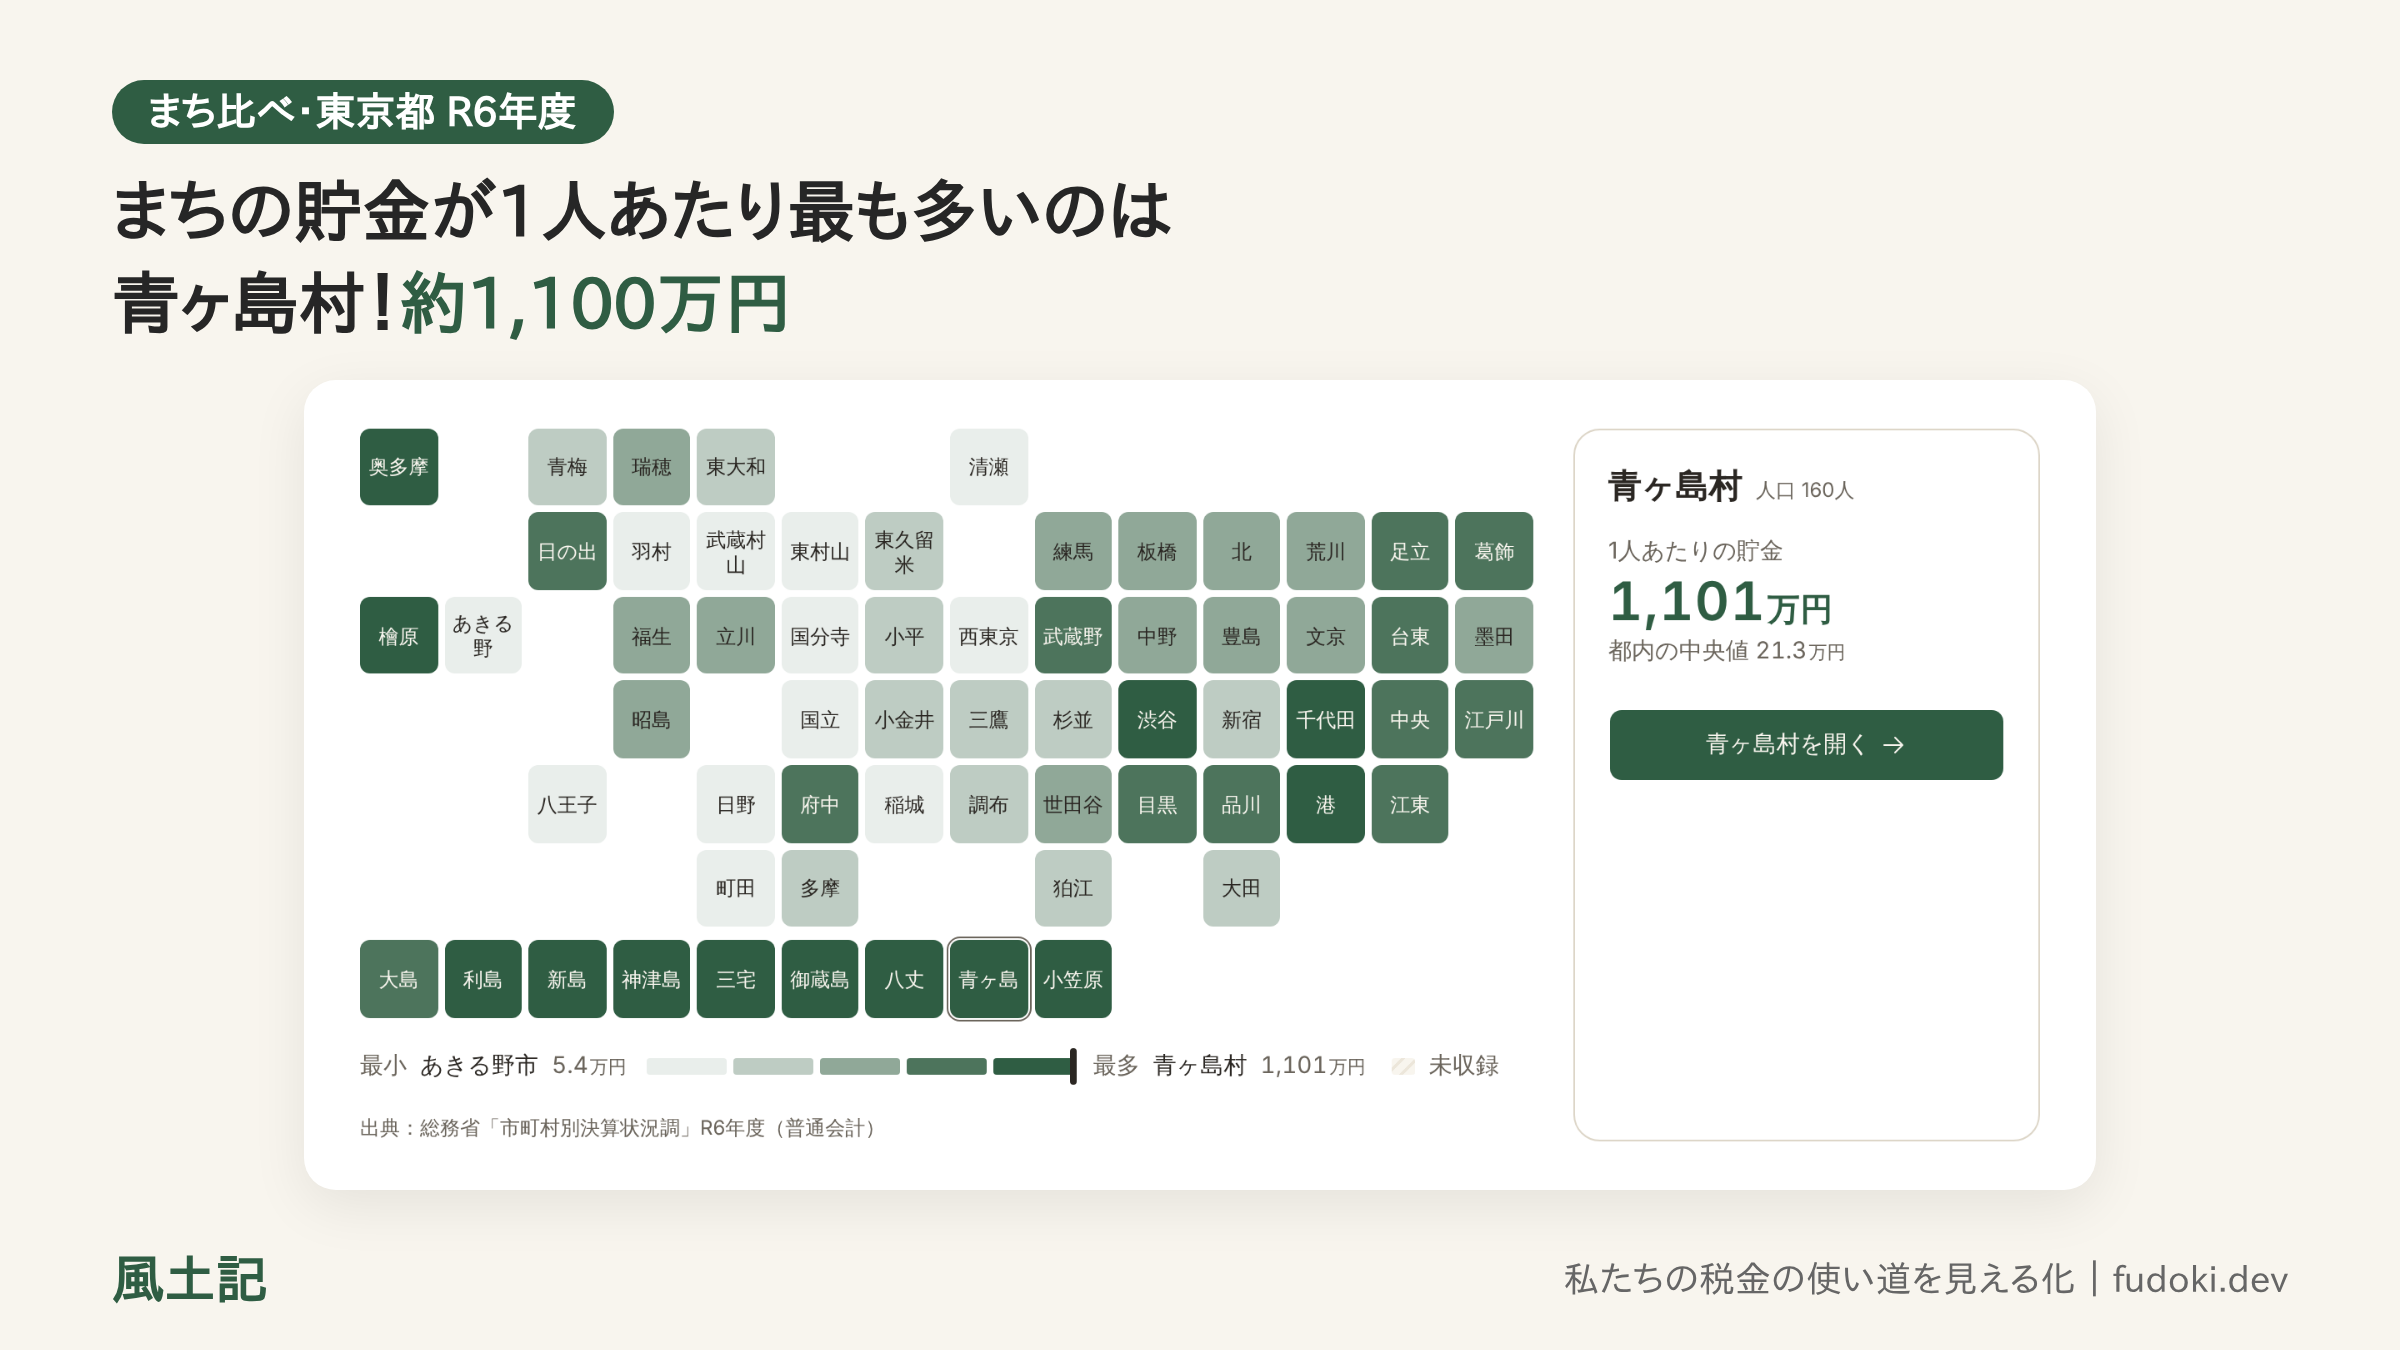 まち比べ・東京都 R6年度
まちの貯金が1人あたり最も多いのは
青ヶ島村！約1,100万円
奥多摩 青梅 瑞穂 東大和 清瀬
日の出 羽村 武蔵村山 東村山 東久留米 練馬 板橋 北 荒川 足立 葛飾
檜原 あきる野 福生 立川 国分寺 小平 西東京 武蔵野 中野 豊島 文京 台東 墨田
昭島 国立 小金井 三鷹 杉並 渋谷 新宿 千代田 中央 江戸川
八王子 日野 府中 稲城 調布 世田谷 目黒 品川 港 江東
町田 多摩 狛江 大田
大島 利島 新島 神津島 三宅 御蔵島 八丈 青ヶ島 小笠原
最小 あきる野市 5.4万円 最多 青ヶ島村 1,101万円 未収録
出典：総務省「市町村別決算状況調」R6年度（普通会計）
青ヶ島村 人口 160人
1人あたりの貯金
1,101万円
都内の中央値 21.3万円
青ヶ島村を開く →
風土記
私たちの税金の使い道を見える化｜fudoki.dev